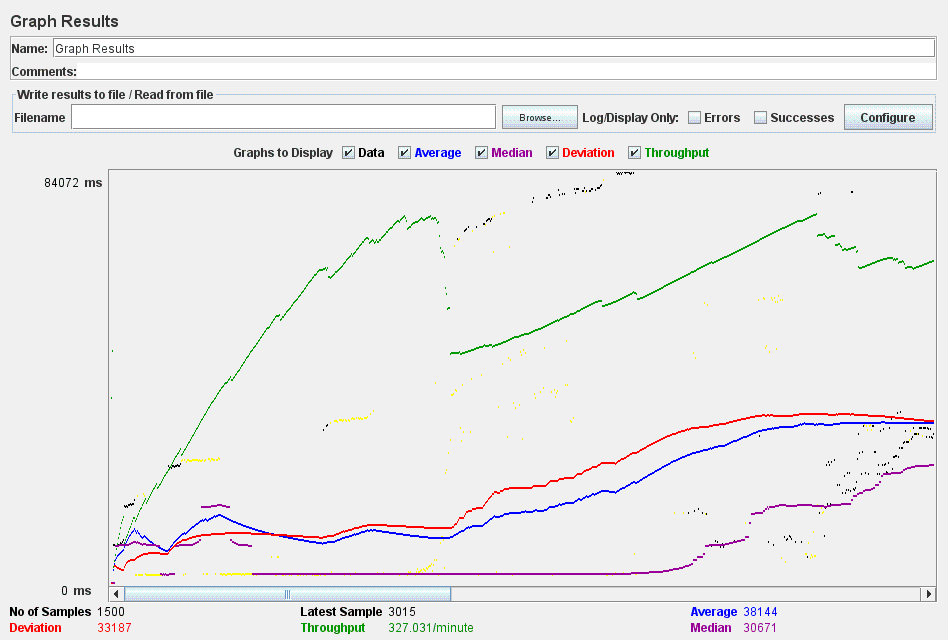 Graph Results
Name: Graph Results
Comments:
Write results to file / Read from file
Filename Browse... Log/Display Only: Errors Successes Configure
Graphs to Display Data Average Median Deviation Throughput
84072 ms
0 ms
No of Samples 1500 Latest Sample 3015 Average 38144
Deviation 33187 Throughput 327.031/minute Median 30671